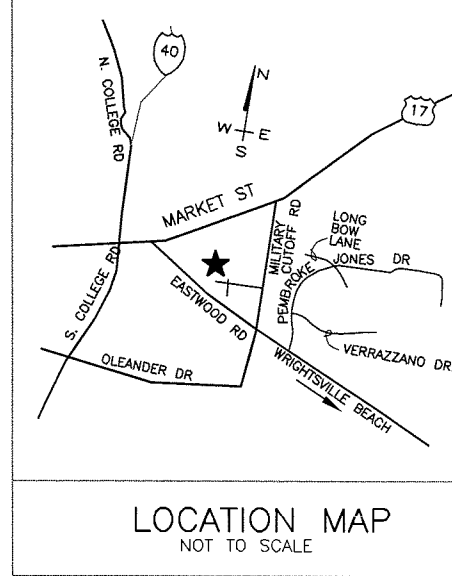 N. COLLEGE RD
40
N
W E
S
17
MARKET ST
MILITARY
CUTOFF RD
LONG
BOW
LANE
PEMBROKE JONES DR
S. COLLEGE RD
EASTWOOD RD
VERRAZZANO DR
OLEANDER DR
WRIGHTSVILLE BEACH
LOCATION MAP
NOT TO SCALE